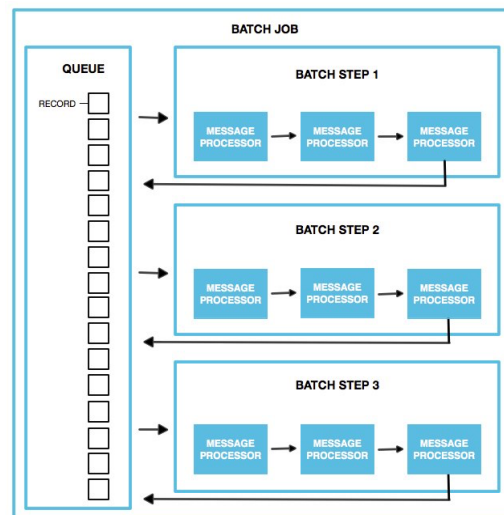 BATCH JOB
QUEUE
RECORD
BATCH STEP 1
MESSAGE
PROCESSOR
MESSAGE
PROCESSOR
MESSAGE
PROCESSOR
BATCH STEP 2
MESSAGE
PROCESSOR
MESSAGE
PROCESSOR
MESSAGE
PROCESSOR
BATCH STEP 3
MESSAGE
PROCESSOR
MESSAGE
PROCESSOR
MESSAGE
PROCESSOR